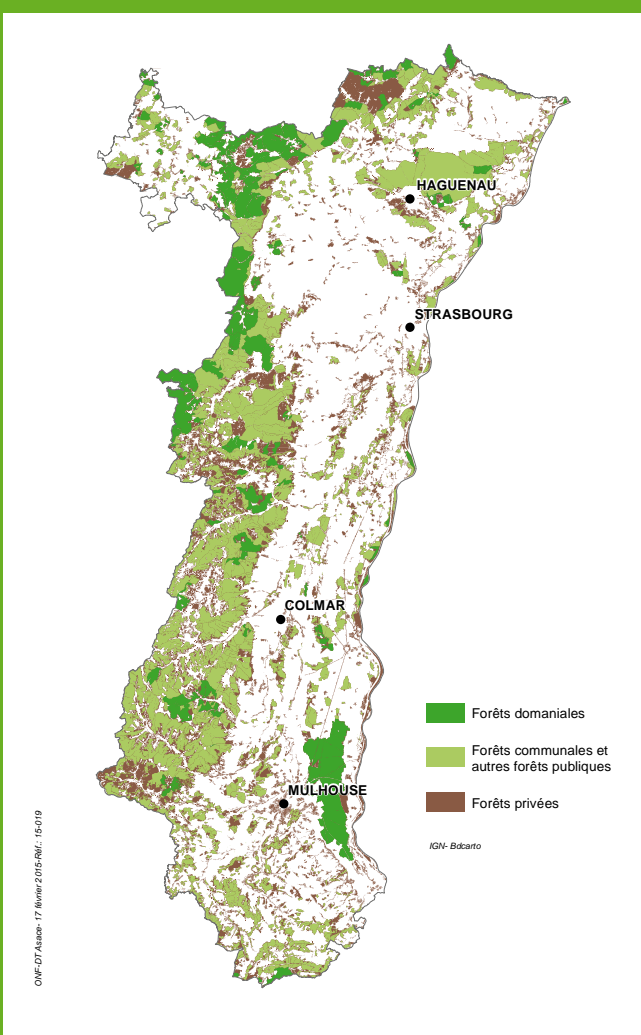 HAGUENAU
STRASBOURG
COLMAR
MULHOUSE
Forêts domaniales
Forêts communales et
autres forêts publiques
Forêts privées
IGN- Bdcarto
ONF-DT Asace- 17 février 2015-Réf.: 15-019